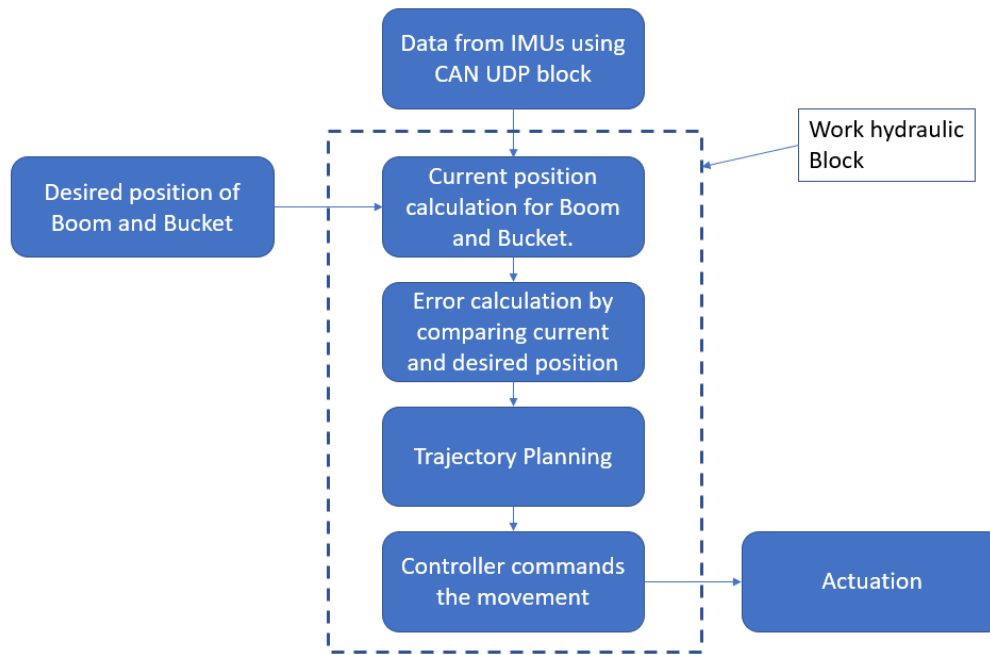 Data from IMUs using
CAN UDP block
Work hydraulic
Block
Desired position of
Boom and Bucket
Current position
calculation for Boom
and Bucket.
Error calculation by
comparing current
and desired position
Trajectory Planning
Controller commands
the movement
Actuation